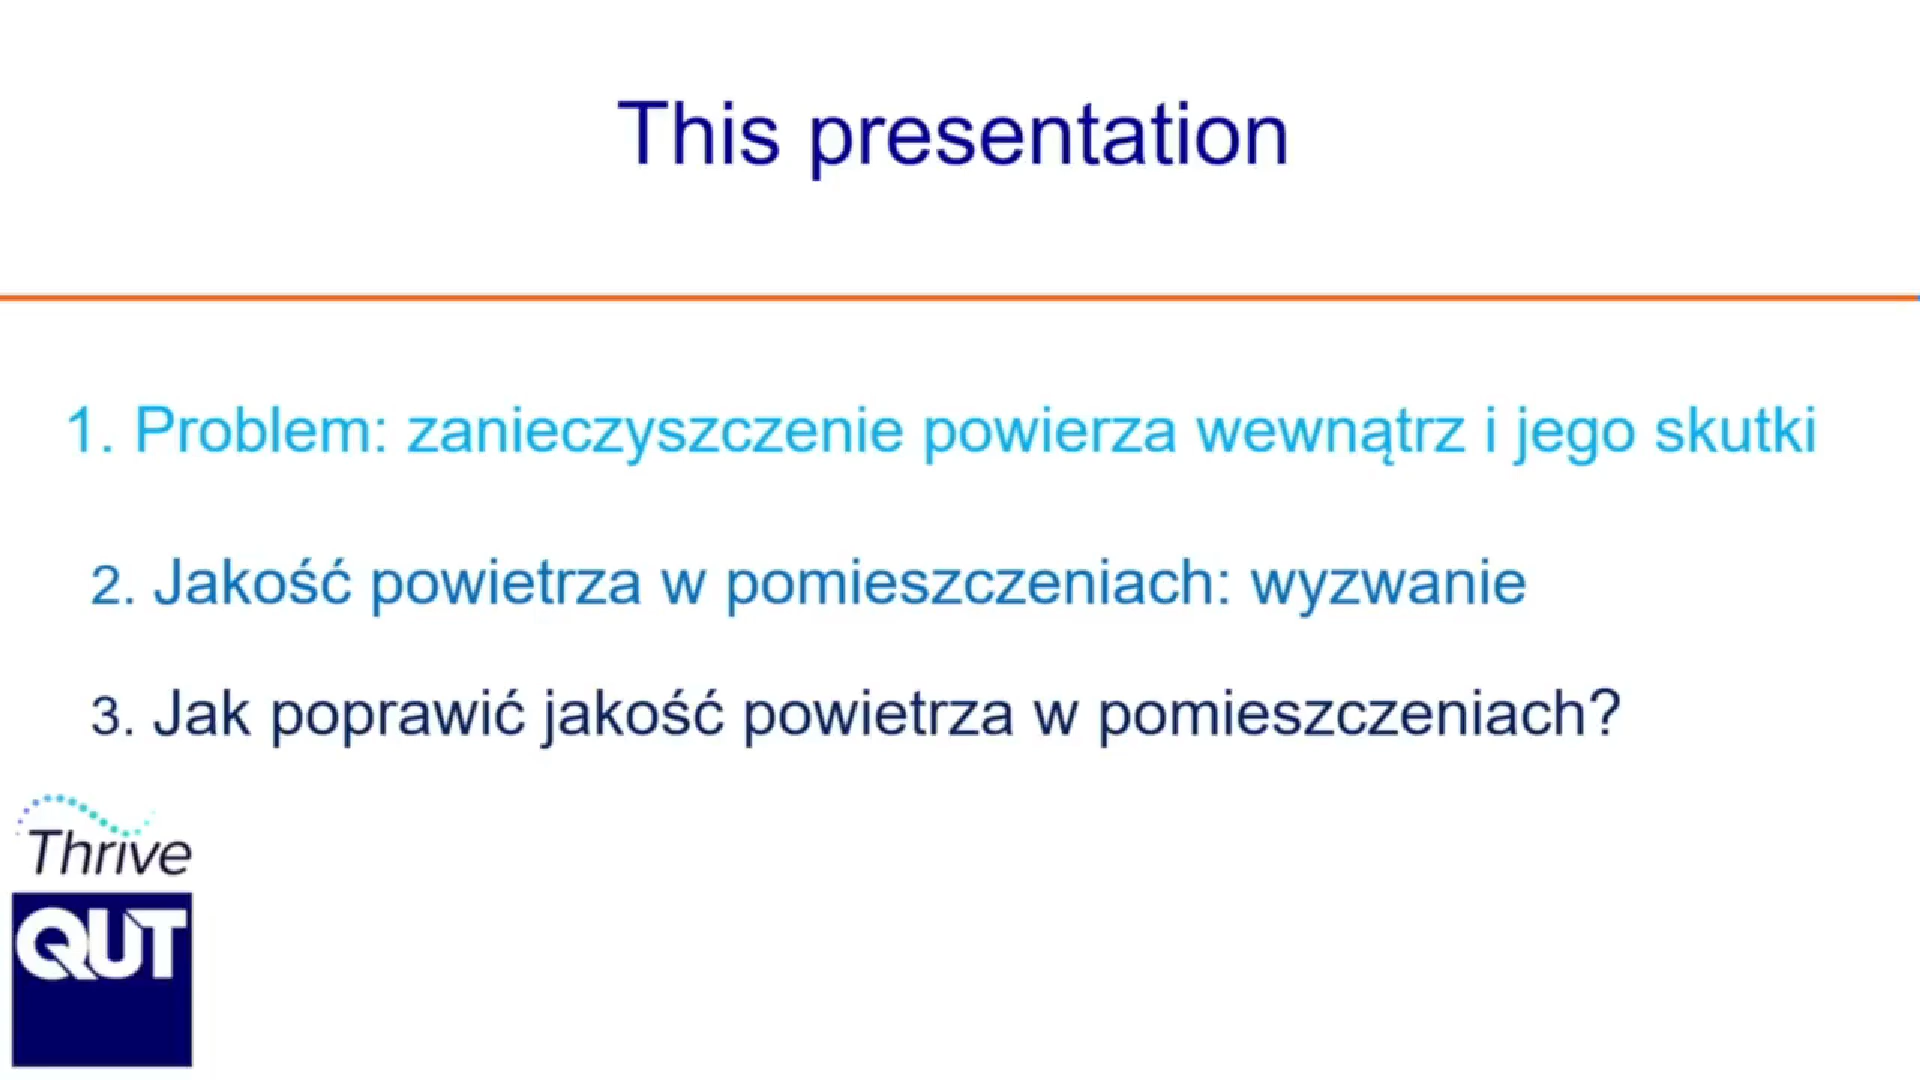 This presentation
1. Problem: zanieczyszczenie powierza wewnątrz i jego skutki
2. Jakość powietrza w pomieszczeniach: wyzwanie
3. Jak poprawić jakość powietrza w pomieszczeniach?
Thrive
QUT